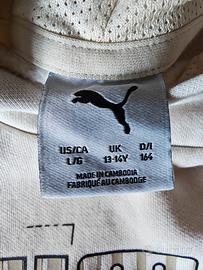 US/CA UK D/I
L/G 13-14Y 164
MADE IN CAMBODIA
FABRIQUÉ AU CAMBODGE